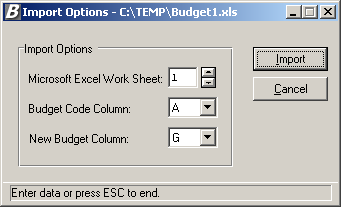 B Import Options - C:\TEMP\Budget1.xls
Import Options
Microsoft Excel Work Sheet: 1
Budget Code Column: A
New Budget Column: G
Import
Cancel
Enter data or press ESC to end.